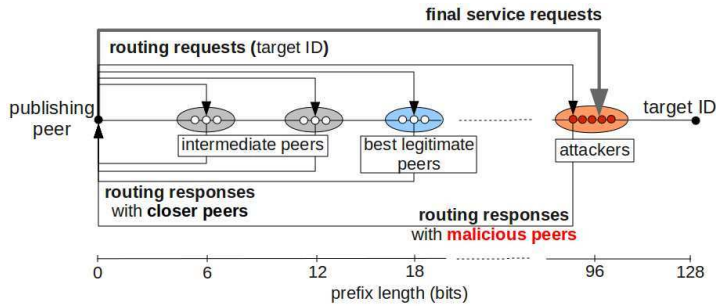 final service requests
routing requests (target ID)
publishing
peer
target ID
intermediate peers
best legitimate
peers
attackers
routing responses
with closer peers
routing responses
with malicious peers
0
6
12
18
96
128
prefix length (bits)